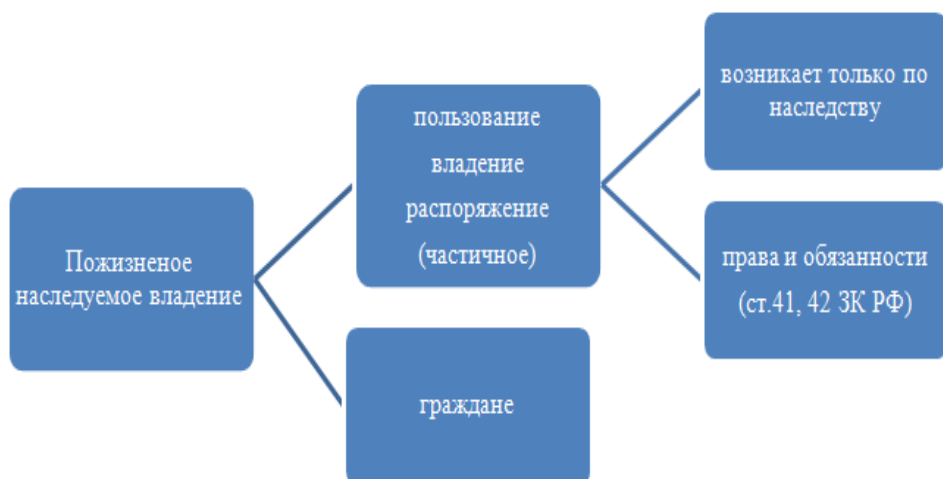 Пожизненое
наследуемое владение
пользование
владение
распоряжение
(частичное)
граждане
возникает только по
наследству
права и обязанности
(ст.41, 42 ЗК РФ)